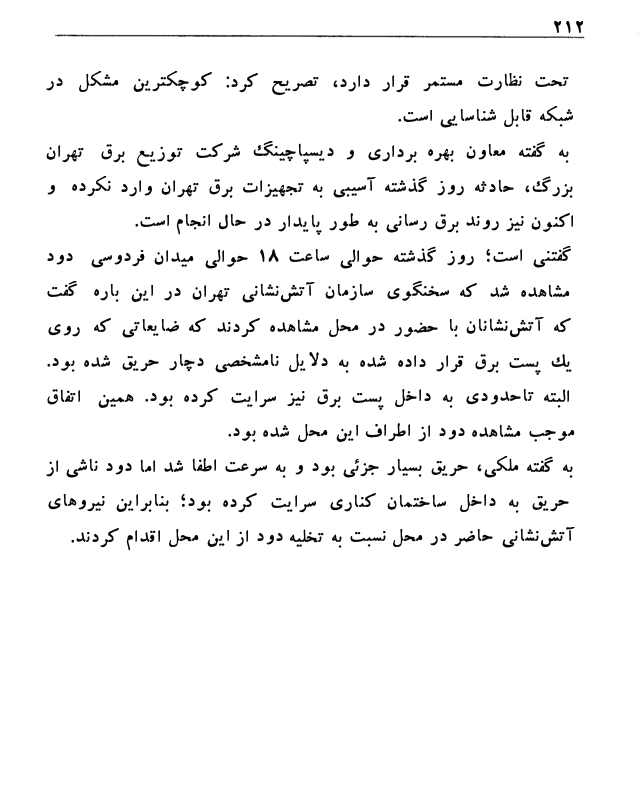 ۲۱۲
تحت نظارت مستمر قرار دارد، تصریح کرد: کوچکترین مشکل در
شبکه قابل شناسایی است.
به گفته معاون بهره برداری و دیسپاچینگ شرکت توزیع برق تهران
بزرگ، حادثه روز گذشته آسیبی به تجهیزات برق تهران وارد نکرده و
اکنون نیز روند برق رسانی به طور پایدار در حال انجام است.
گفتنی است؛ روز گذشته حوالی ساعت ۱۸ حوالی میدان فردوسی دود
مشاهده شد که سخنگوی سازمان آتش‌نشانی تهران در این باره گفت
که آتش‌نشانان با حضور در محل مشاهده کردند که ضایعاتی که روی
یك پست برق قرار داده شده به دلایل نامشخصی دچار حریق شده بود.
البته تاحدودی به داخل پست برق نیز سرایت کرده بود. همین اتفاق
موجب مشاهده دود از اطراف این محل شده بود.
به گفته ملکی، حریق بسیار جزئی بود و به سرعت اطفا شد اما دود ناشی از
حریق به داخل ساختمان کناری سرایت کرده بود؛ بنابراین نیروهای
آتش‌نشانی حاضر در محل نسبت به تخلیه دود از این محل اقدام کردند.